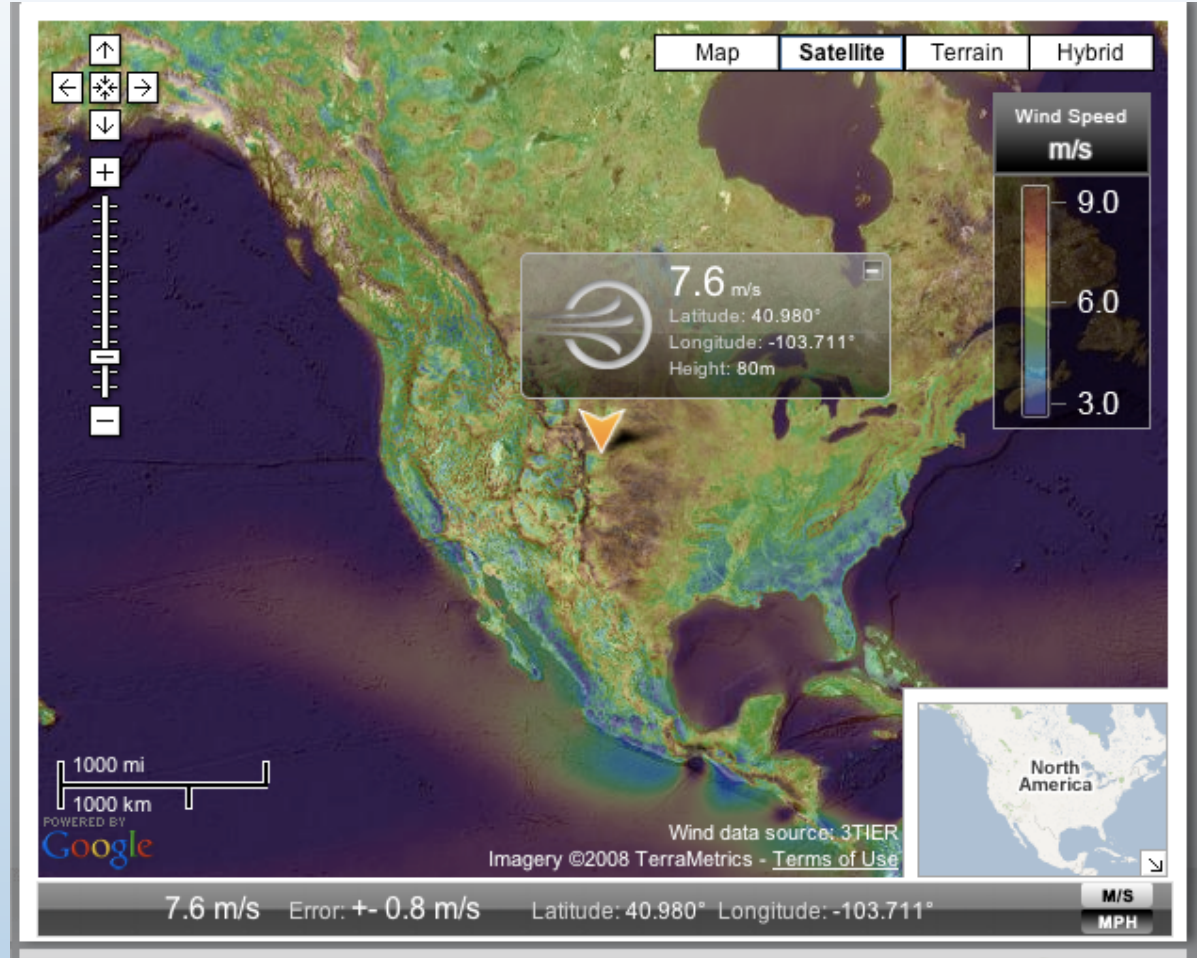 Map Satellite Terrain Hybrid
Wind Speed
m/s
9.0
6.0
3.0
7.6 m/s
Latitude: 40.980°
Longitude: -103.711°
Height: 80m
1000 mi
1000 km
POWERED BY
Google
Wind data source: 3TIER
Imagery ©2008 TerraMetrics - Terms of Use
North
America
7.6 m/s Error: +- 0.8 m/s Latitude: 40.980° Longitude: -103.711°
M/S
MPH